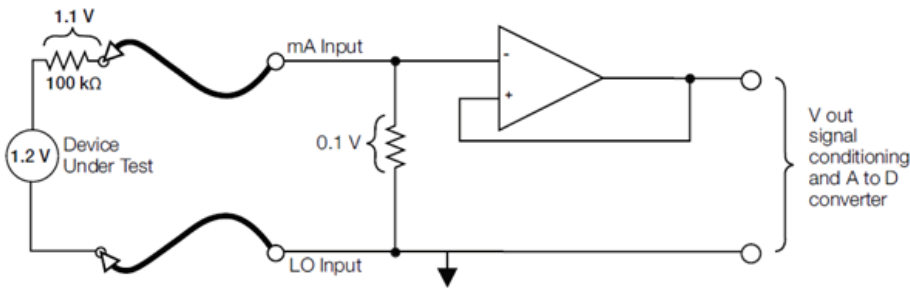 1.1 V
100 kΩ
mA Input
-
+
0.1 V
1.2 V
Device
Under Test
V out
signal
conditioning
and A to D
converter
LO Input